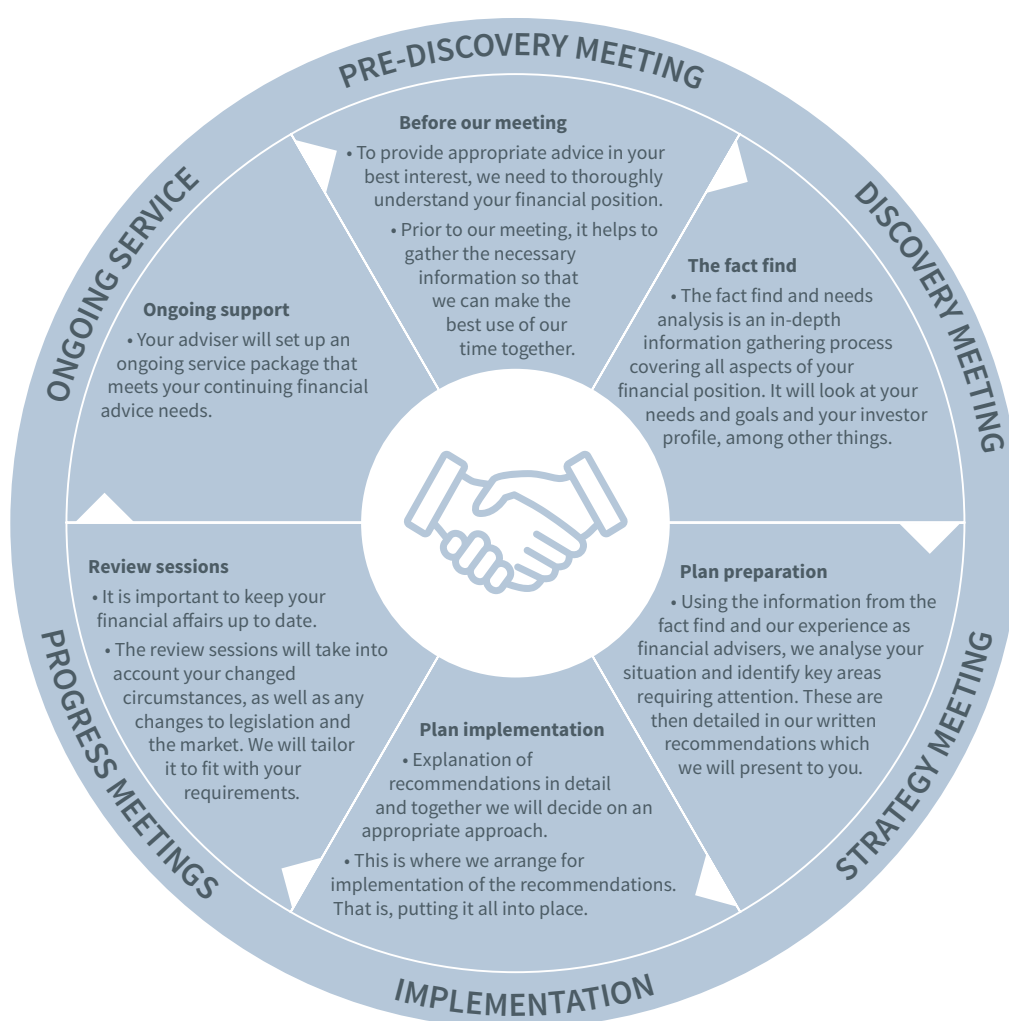 PRE-DISCOVERY MEETING
Before our meeting
• To provide appropriate advice in your
best interest, we need to thoroughly
understand your financial position.
• Prior to our meeting, it helps to
gather the necessary
information so that
we can make the
best use of our
time together.
DISCOVERY MEETING
The fact find
• The fact find and needs
analysis is an in-depth
information gathering process
covering all aspects of your
financial position. It will look at your
needs and goals and your investor
profile, among other things.
STRATEGY MEETING
Plan preparation
• Using the information from the
fact find and our experience as
financial advisers, we analyse your
situation and identify key areas
requiring attention. These are
then detailed in our written
recommendations which
we will present to you.
IMPLEMENTATION
Plan implementation
• Explanation of
recommendations in detail
and together we will decide on an
appropriate approach.
• This is where we arrange for
implementation of the recommendations.
That is, putting it all into place.
PROGRESS MEETINGS
Review sessions
• It is important to keep your
financial affairs up to date.
• The review sessions will take into
account your changed
circumstances, as well as any
changes to legislation and
the market. We will tailor
it to fit with your
requirements.
ONGOING SERVICE
Ongoing support
• Your adviser will set up an
ongoing service package that
meets your continuing financial
advice needs.